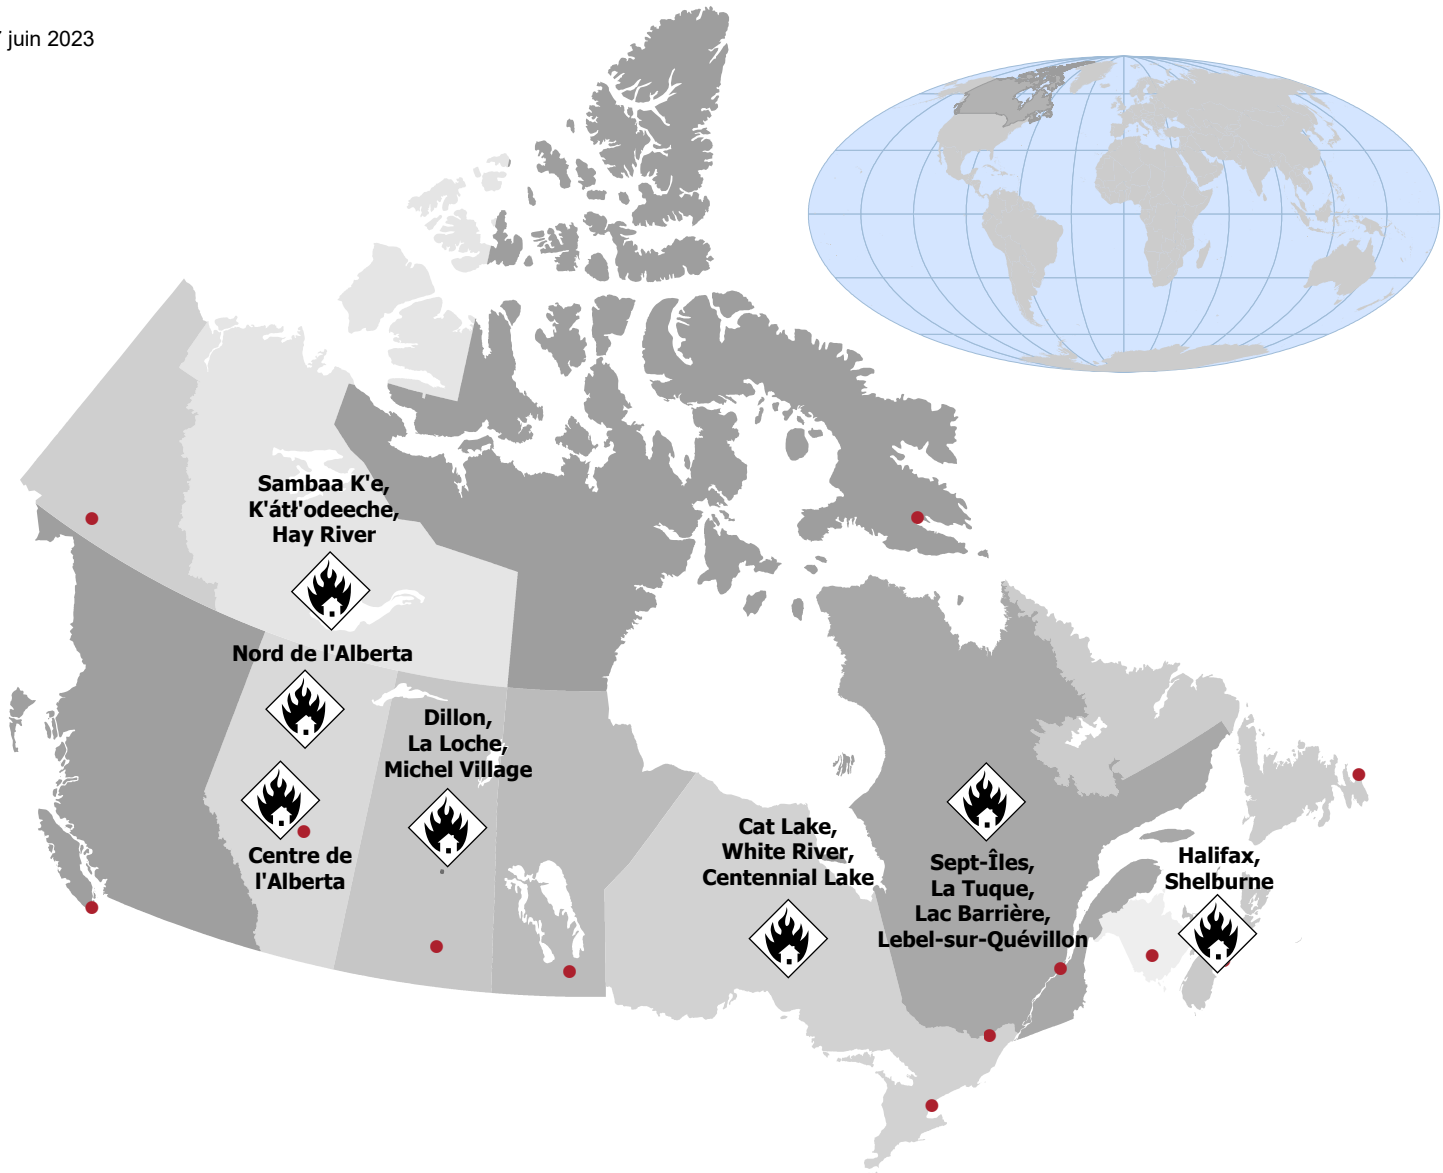 juin 2023
Sambaa K'e,
K'átł'odeeche,
Hay River
Nord de l'Alberta
Dillon,
La Loche,
Michel Village
Centre de
l'Alberta
Cat Lake,
White River,
Centennial Lake
Sept-Îles,
La Tuque,
Lac Barrière,
Lebel-sur-Quévillon
Halifax,
Shelburne